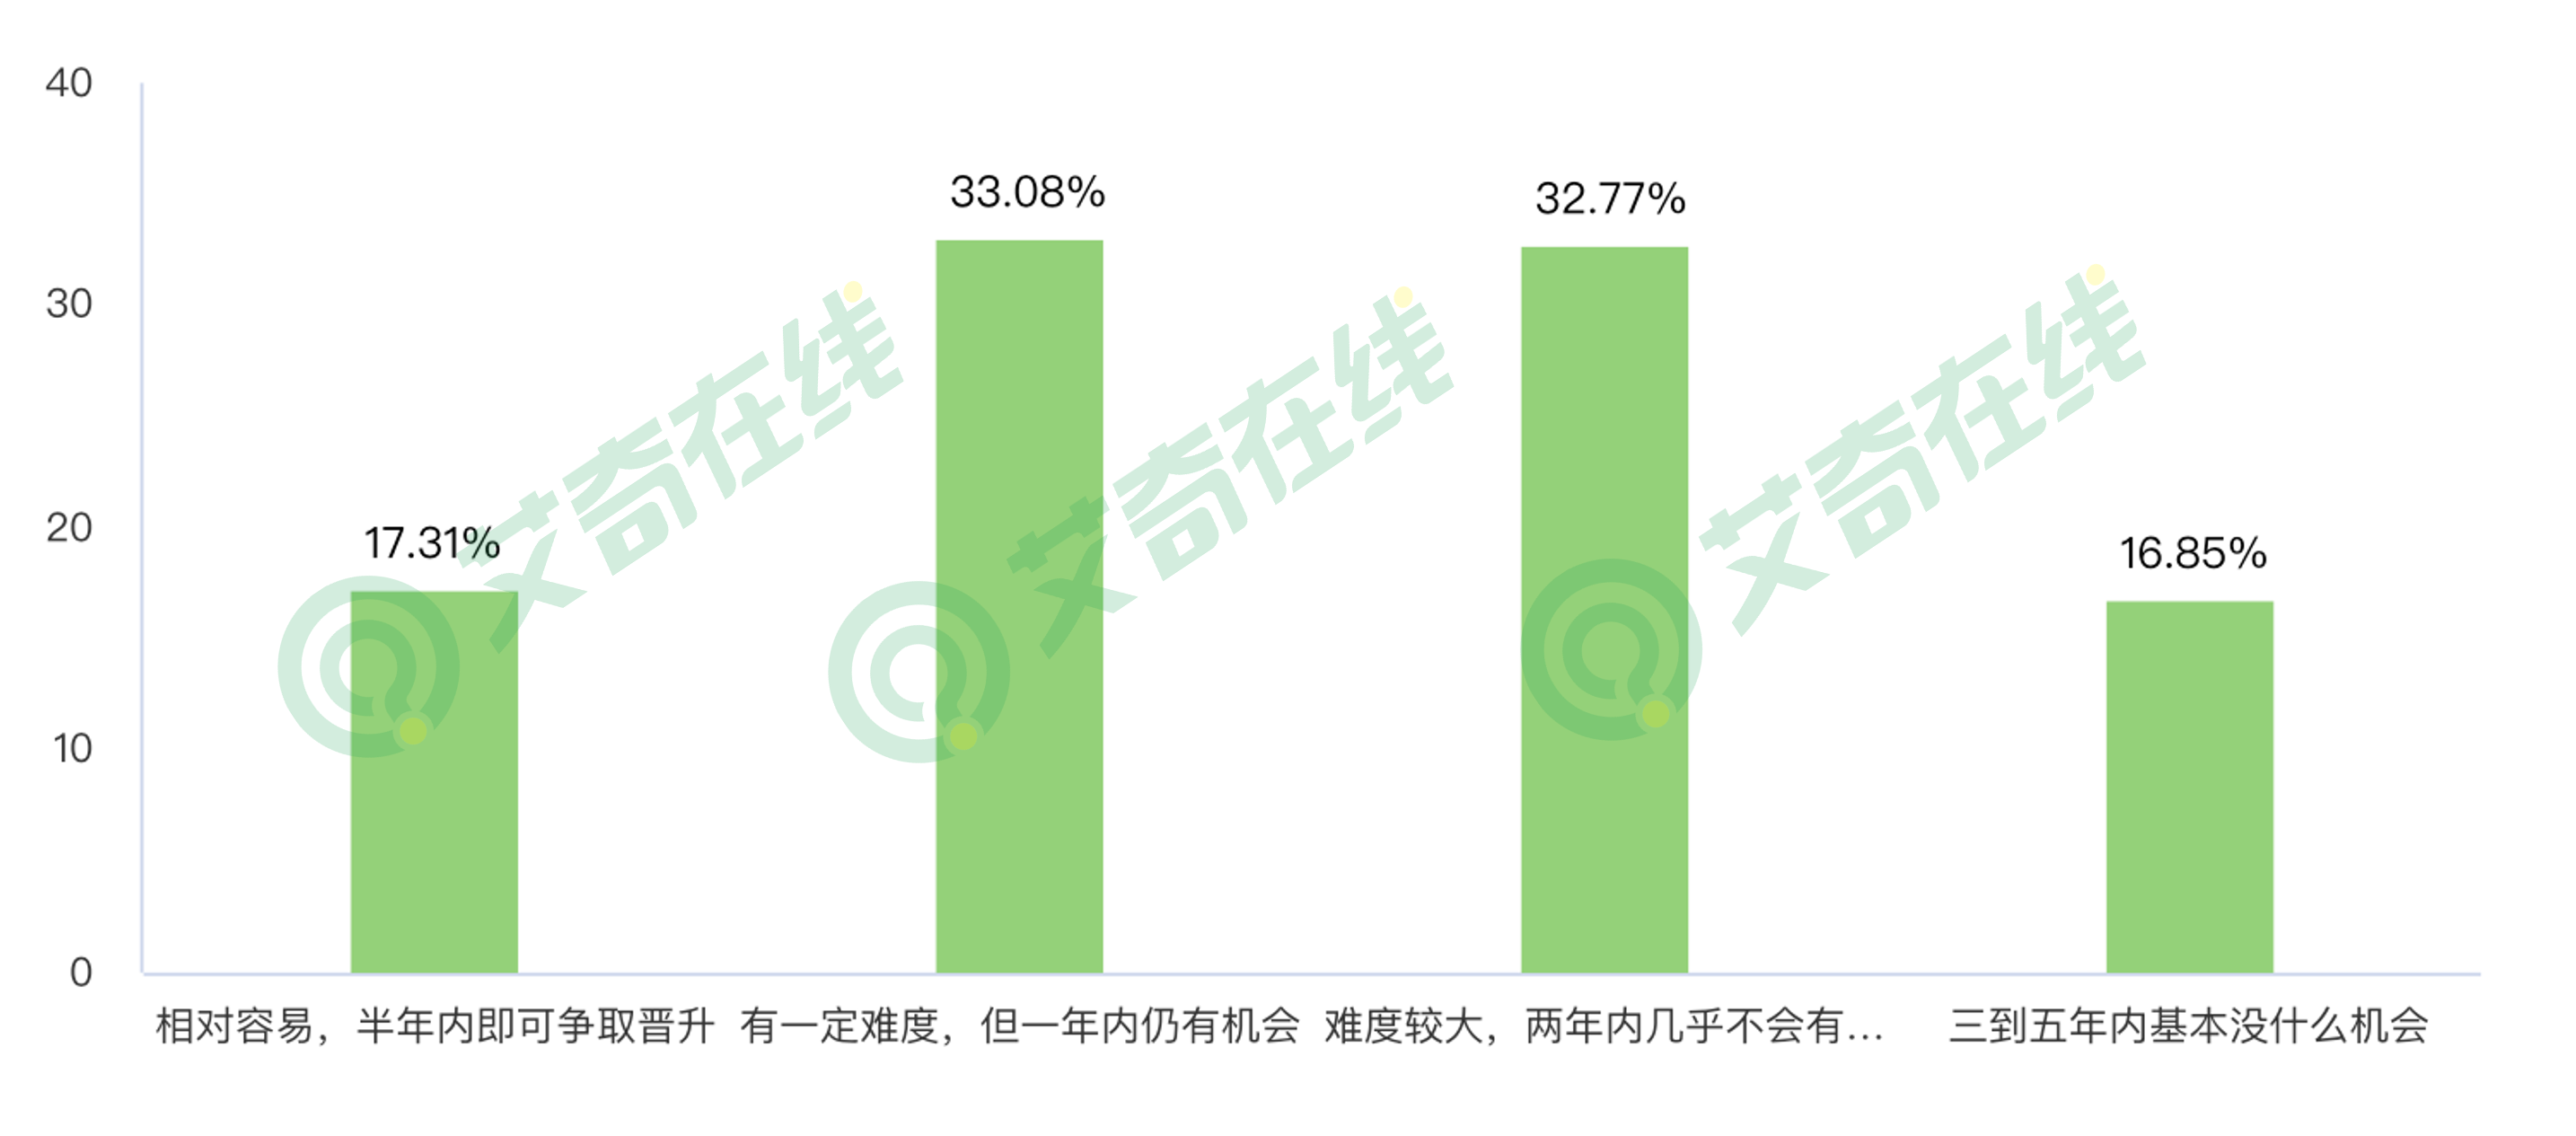 40
33.08%
32.77%
30
20
17.31%
16.85%
10
0
相对容易，半年内即可争取晋升
有一定难度，但一年内仍有机会
难度较大，两年内几乎不会有...
三到五年内基本没什么机会
艾奇在线
艾奇在线
艾奇在线